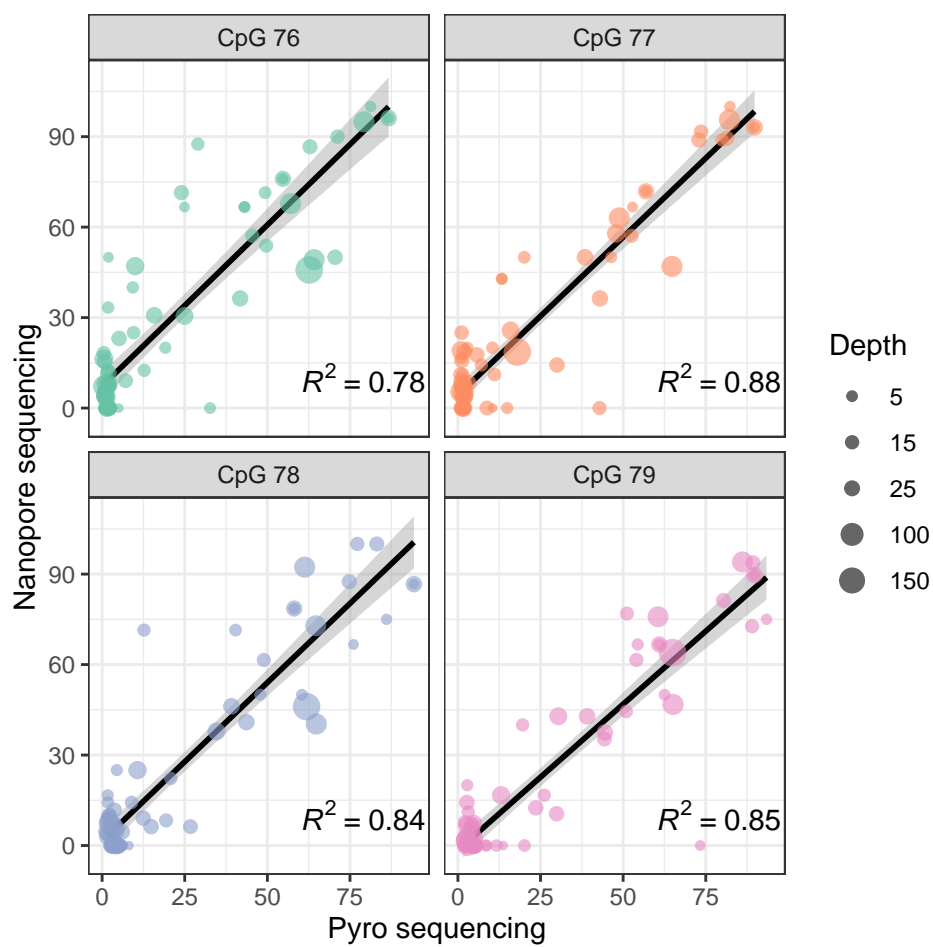 CpG 76 CpG 77
90
60
30
0
R² = 0.78 R² = 0.88
CpG 78 CpG 79
90
60
30
0
R² = 0.84 R² = 0.85
0 25 50 75 0 25 50 75
Pyro sequencing
Nanopore sequencing
Depth
5
15
25
100
150